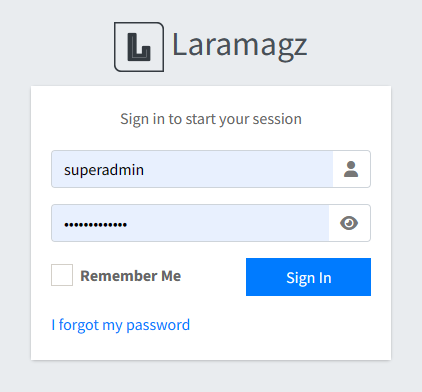 L Laramagz
Sign in to start your session
superadmin
•••••••••••••
Remember Me
Sign In
I forgot my password